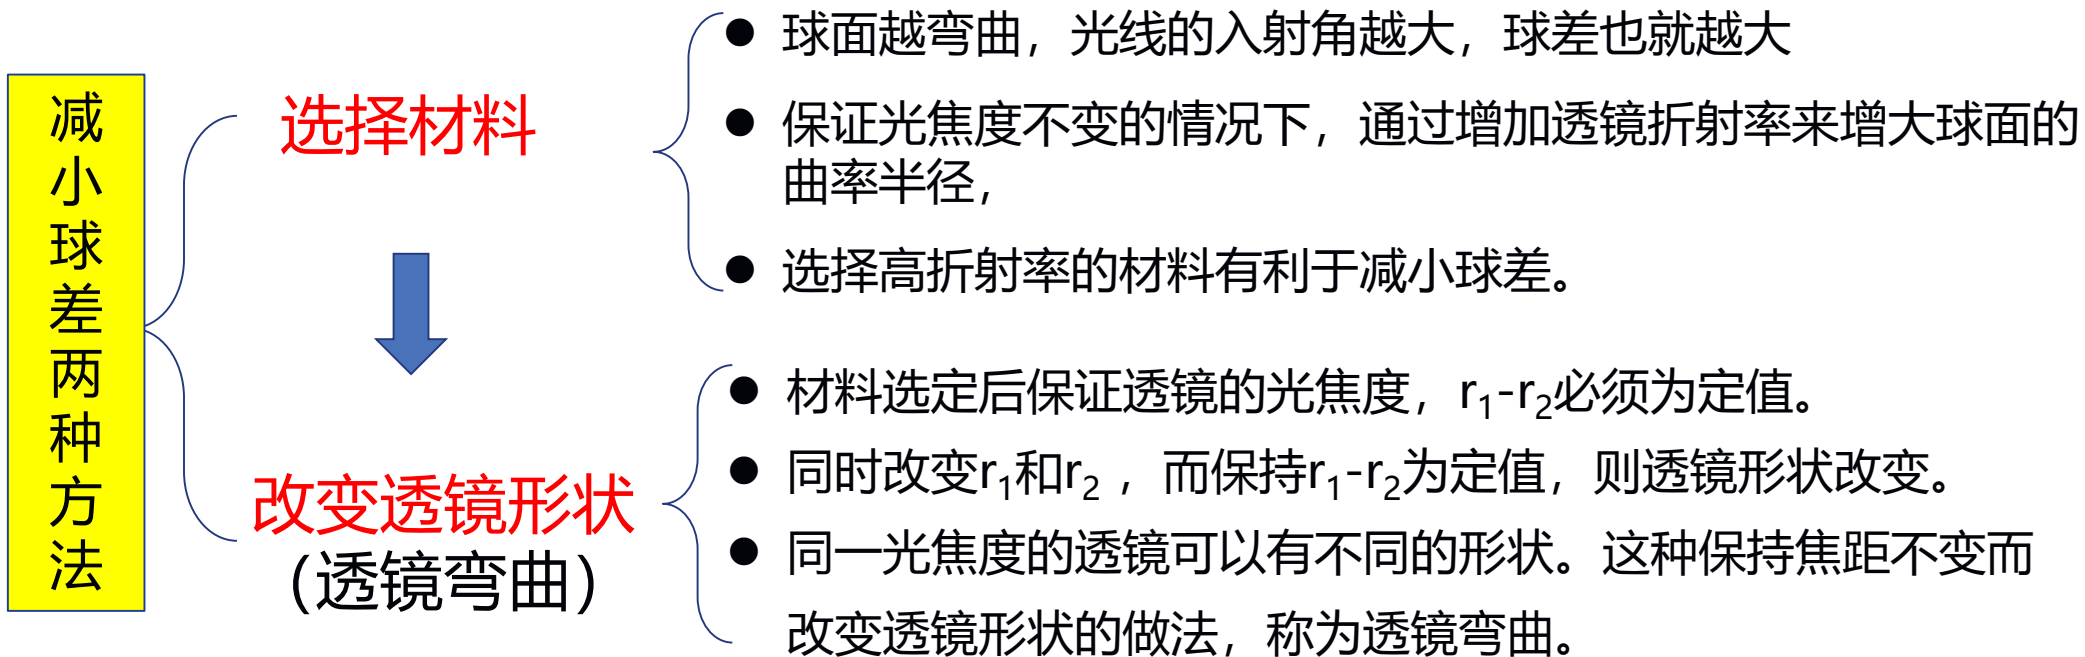 减小球差两种方法
选择材料
● 球面越弯曲，光线的入射角越大，球差也就越大
● 保证光焦度不变的情况下，通过增加透镜折射率来增大球面的
曲率半径，
● 选择高折射率的材料有利于减小球差。
改变透镜形状
（透镜弯曲）
● 材料选定后保证透镜的光焦度，r₁-r₂必须为定值。
● 同时改变r₁和r₂ ，而保持r₁-r₂为定值，则透镜形状改变。
● 同一光焦度的透镜可以有不同的形状。这种保持焦距不变而
改变透镜形状的做法，称为透镜弯曲。